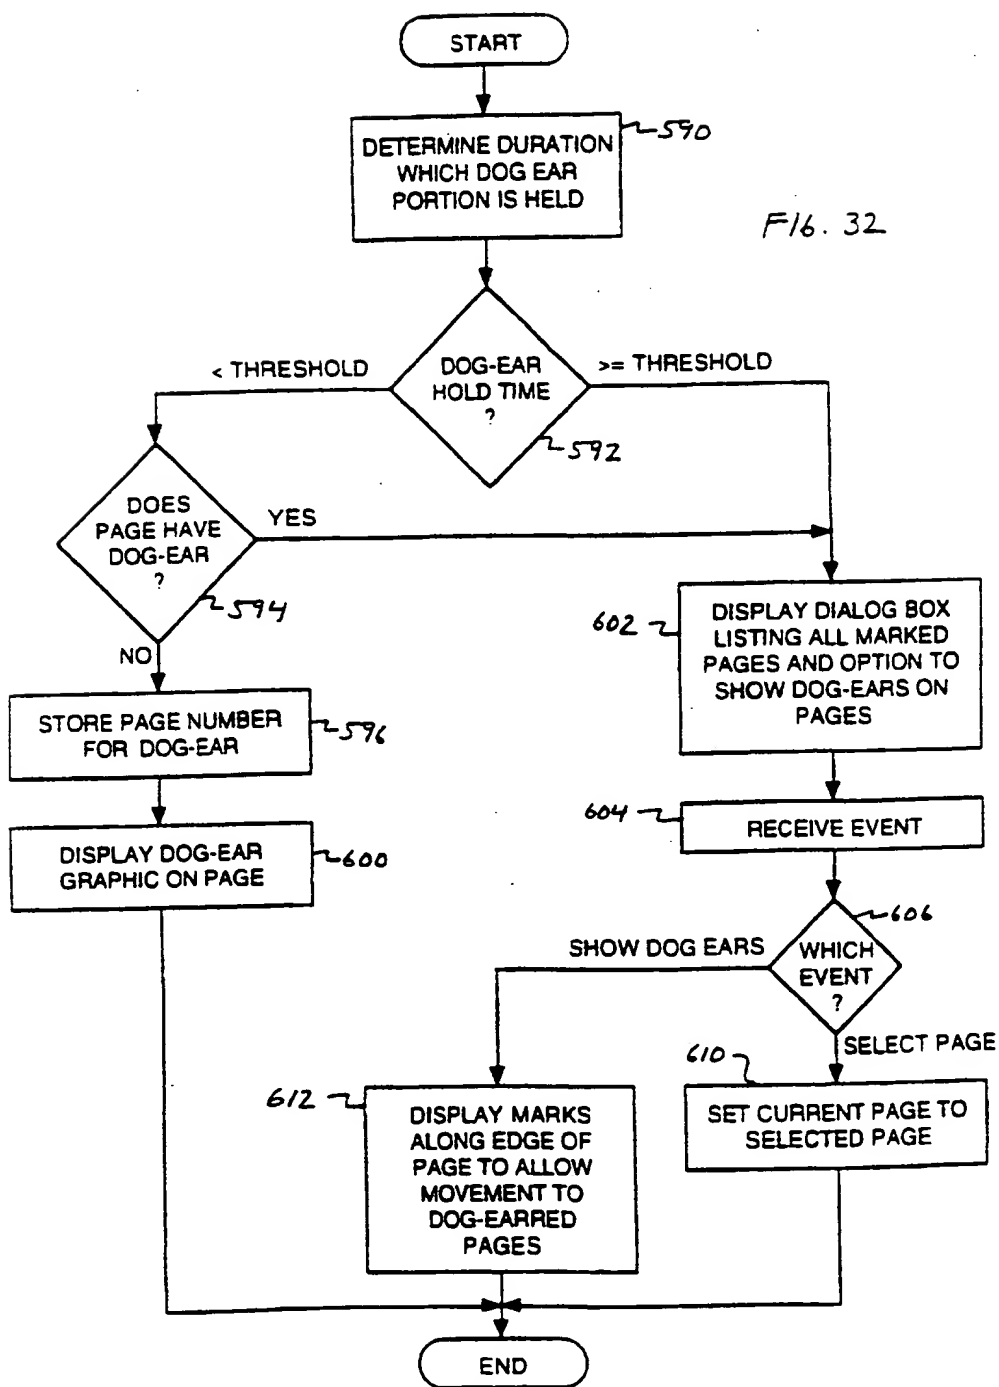 START
DETERMINE DURATION
WHICH DOG EAR
PORTION IS HELD
590
FIG. 32
DOG-EAR
HOLD TIME
?
< THRESHOLD
>= THRESHOLD
592
DOES
PAGE HAVE
DOG-EAR
?
YES
594
NO
STORE PAGE NUMBER
FOR DOG-EAR
596
DISPLAY DOG-EAR
GRAPHIC ON PAGE
600
602
DISPLAY DIALOG BOX
LISTING ALL MARKED
PAGES AND OPTION TO
SHOW DOG-EARS ON
PAGES
604
RECEIVE EVENT
606
WHICH
EVENT
?
SHOW DOG EARS
SELECT PAGE
610
SET CURRENT PAGE TO
SELECTED PAGE
612
DISPLAY MARKS
ALONG EDGE OF
PAGE TO ALLOW
MOVEMENT TO
DOG-EARRED
PAGES
END